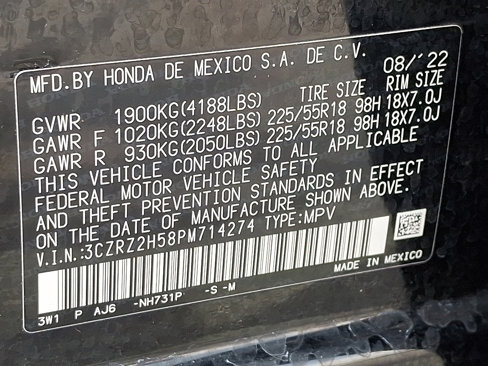 MFD.BY HONDA DE MEXICO S.A. DE C.V. 08/'22
TIRE SIZE RIM SIZE
GVWR 1900KG(4188LBS)
GAWR F 1020KG(2248LBS) 225/55R18 98H 18X7.0J
GAWR R 930KG(2050LBS) 225/55R18 98H 18X7.0J
THIS VEHICLE CONFORMS TO ALL APPLICABLE
FEDERAL MOTOR VEHICLE SAFETY
AND THEFT PREVENTION STANDARDS IN EFFECT
ON THE DATE OF MANUFACTURE SHOWN ABOVE.
V.I.N.:3CZRZ2H58PM714274 TYPE:MPV
MADE IN MEXICO
3W1 P AJ6 -NH731P -S-M